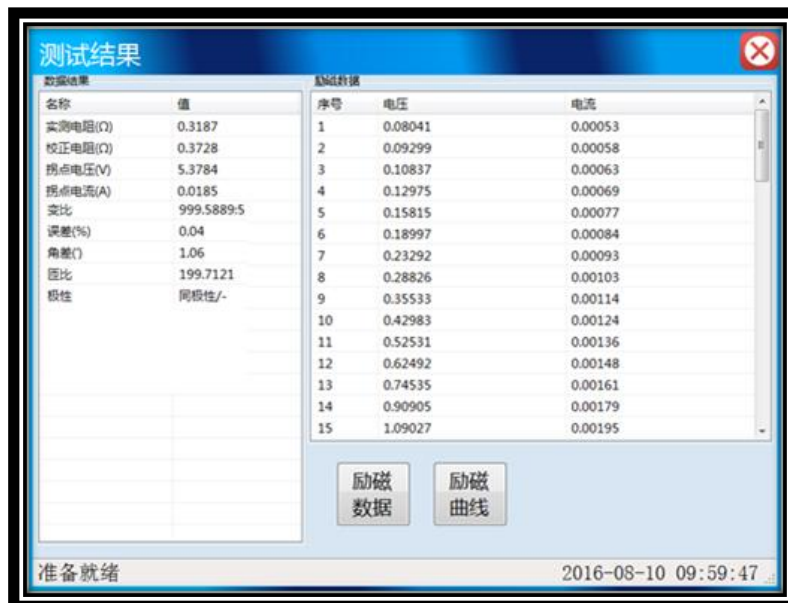 测试结果
数据结果
名称 值
实测电阻(Ω) 0.3187
校正电阻(Ω) 0.3728
拐点电压(V) 5.3784
拐点电流(A) 0.0185
变比 999.5889:5
误差(%) 0.04
角差(') 1.06
匝比 199.7121
极性 同极性/-
励磁数据
序号 电压 电流
1 0.08041 0.00053
2 0.09299 0.00058
3 0.10837 0.00063
4 0.12975 0.00069
5 0.15815 0.00077
6 0.18997 0.00084
7 0.23292 0.00093
8 0.28826 0.00103
9 0.35533 0.00114
10 0.42983 0.00124
11 0.52531 0.00136
12 0.62492 0.00148
13 0.74535 0.00161
14 0.90905 0.00179
15 1.09027 0.00195
励磁
数据
励磁
曲线
准备就绪 2016-08-10 09:59:47